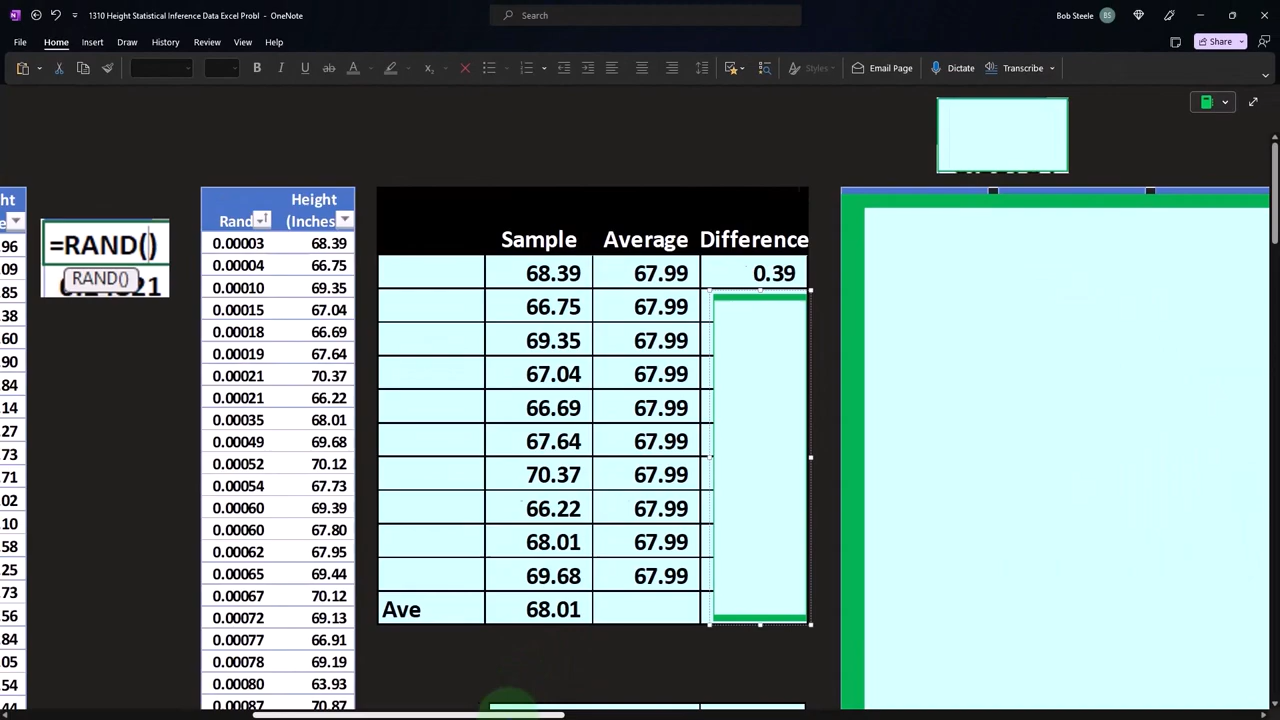 1310 Height Statistical Inference Data Excel Probl - OneNote
Search
Bob Steele
BS
File Home Insert Draw History Review View Help
Share
B I U ab A x Styles Email Page Dictate Transcribe
=RAND()
RAND()
Rand Height (Inches
0.00003 68.39
0.00004 66.75
0.00010 69.35
0.00015 67.04
0.00018 66.69
0.00019 67.64
0.00021 70.37
0.00021 66.22
0.00035 68.01
0.00049 69.68
0.00052 70.12
0.00054 67.73
0.00060 69.39
0.00060 67.80
0.00062 67.95
0.00065 69.44
0.00067 70.12
0.00072 69.13
0.00077 66.91
0.00078 69.19
0.00080 63.93
0.00087 70.87
Sample Average Difference
68.39 67.99 0.39
66.75 67.99
69.35 67.99
67.04 67.99
66.69 67.99
67.64 67.99
70.37 67.99
66.22 67.99
68.01 67.99
69.68 67.99
Ave 68.01